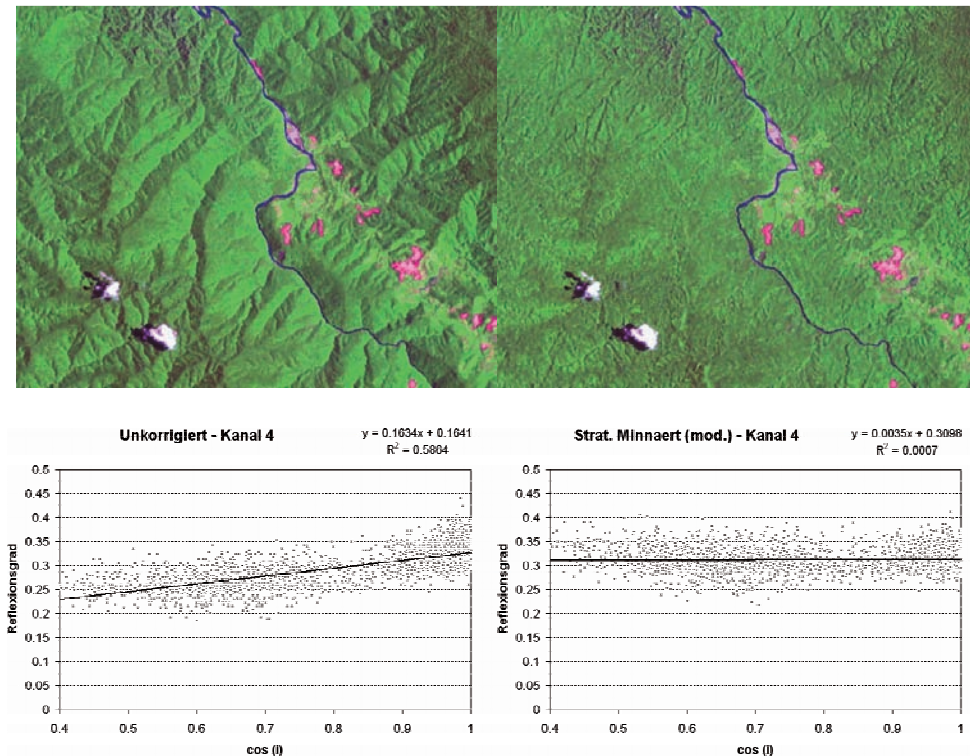 Unkorrigiert - Kanal 4
y = 0.1634x + 0.1641
R² = 0.5804
Reflexionsgrad
0.5
0.45
0.4
0.35
0.3
0.25
0.2
0.15
0.1
0.05
0
0.4 0.5 0.6 0.7 0.8 0.9 1
cos (i)
Strat. Minnaert (mod.) - Kanal 4
y = 0.0035x + 0.3098
R² = 0.0007
Reflexionsgrad
0.5
0.45
0.4
0.35
0.3
0.25
0.2
0.15
0.1
0.05
0
0.4 0.5 0.6 0.7 0.8 0.9 1
cos (i)